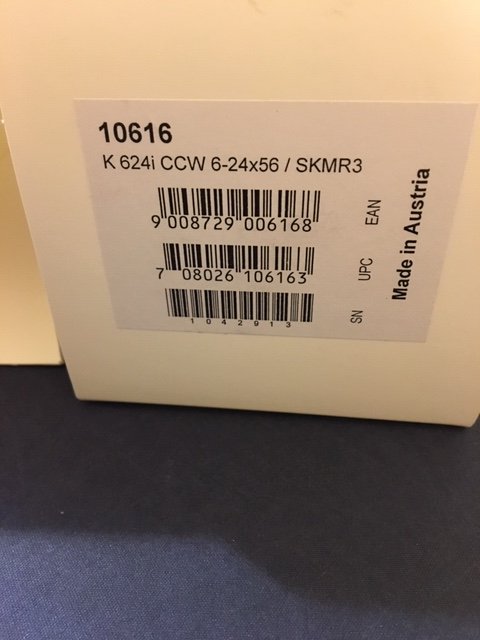 10616
K 624i CCW 6-24x56 / SKMR3
9 008729 006168
EAN
7 08026 106163
UPC
1042913
SN
Made in Austria